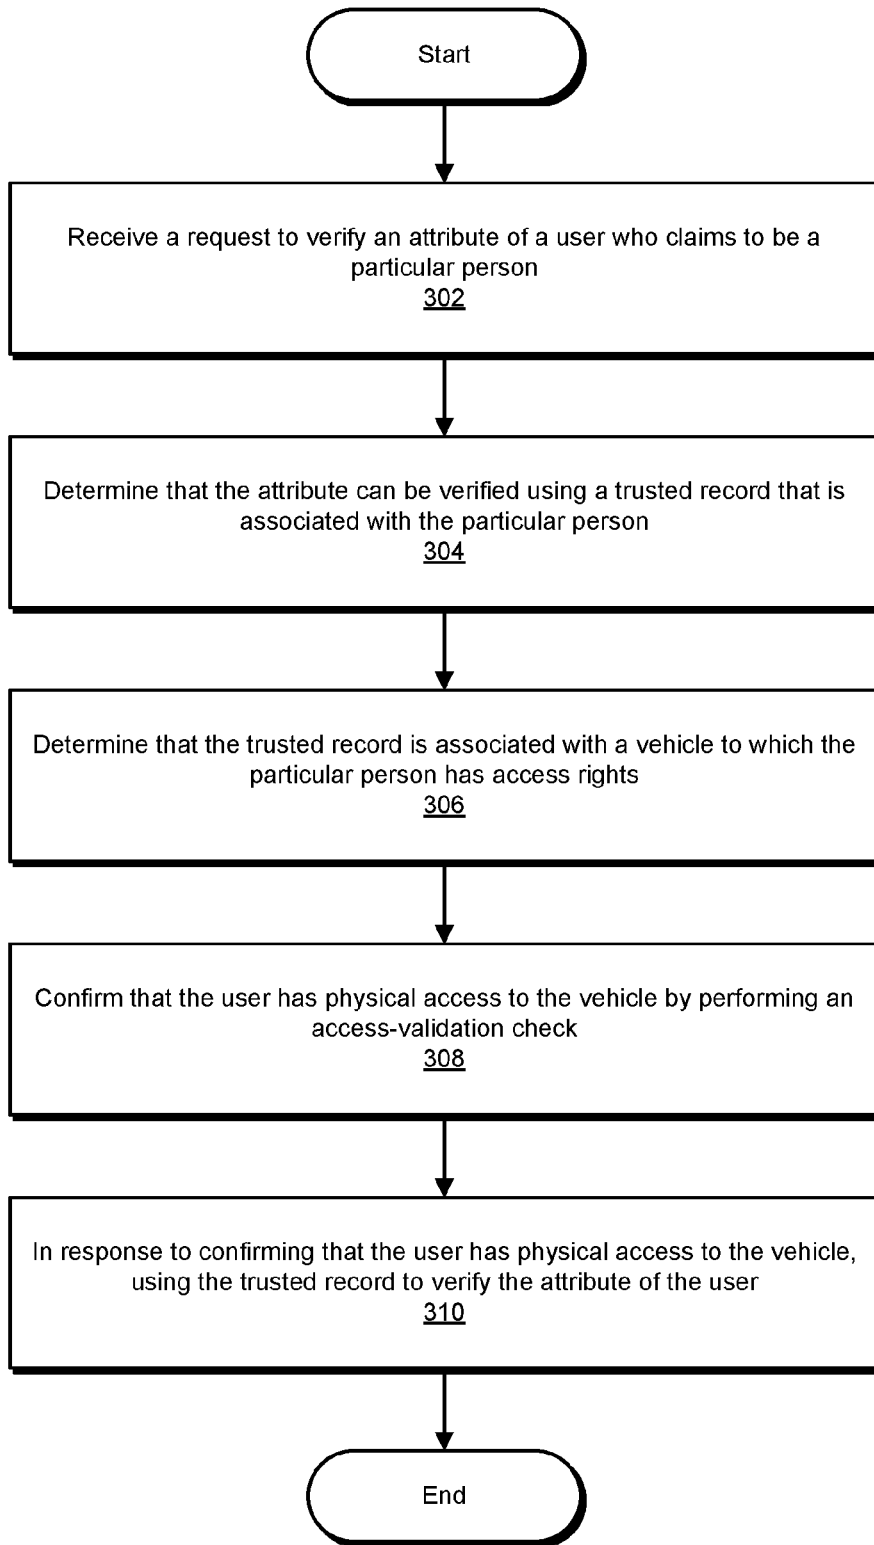 Start
Receive a request to verify an attribute of a user who claims to be a
particular person
302
Determine that the attribute can be verified using a trusted record that is
associated with the particular person
304
Determine that the trusted record is associated with a vehicle to which the
particular person has access rights
306
Confirm that the user has physical access to the vehicle by performing an
access-validation check
308
In response to confirming that the user has physical access to the vehicle,
using the trusted record to verify the attribute of the user
310
End